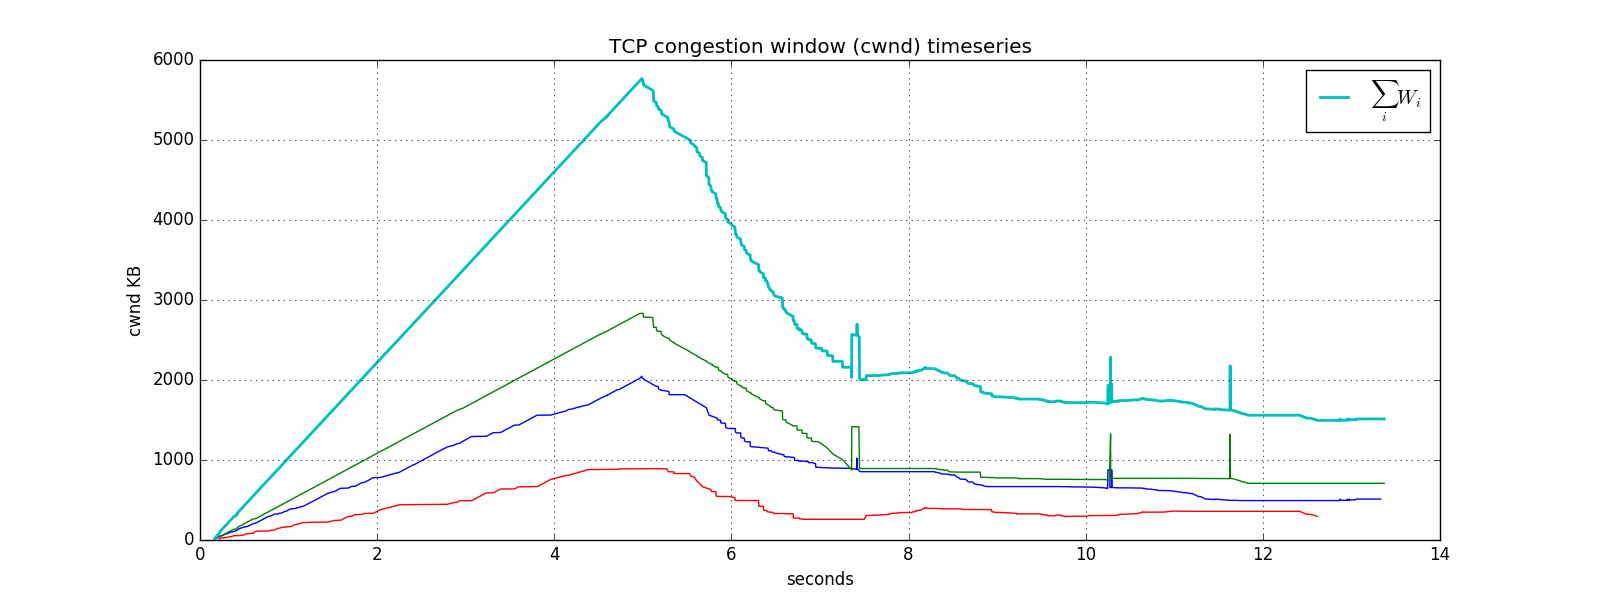 TCP congestion window (cwnd) timeseries
6000
5000
4000
3000
2000
1000
0
cwnd KB
∑
i
W_i
0 2 4 6 8 10 12 14
seconds